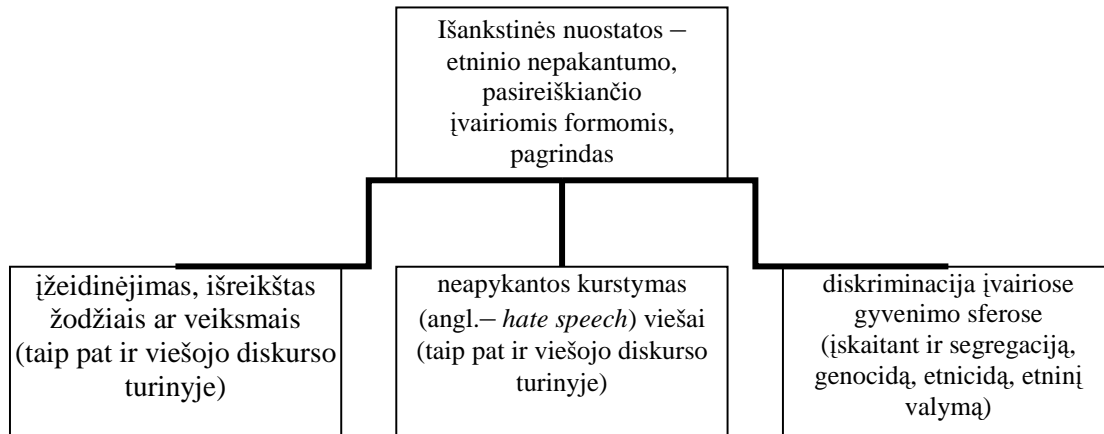 Išankstinės nuostatos –
etninio nepakantumo,
pasireiškiančio
įvairiomis formomis,
pagrindas
įžeidinėjimas, išreikštas
žodžiais ar veiksmais
(taip pat ir viešojo diskurso
turinyje)
neapykantos kurstymas
(angl.– hate speech) viešai
(taip pat ir viešojo diskurso
turinyje)
diskriminacija įvairiose
gyvenimo sferose
(įskaitant ir segregaciją,
genocidą, etnicidą, etninį
valymą)